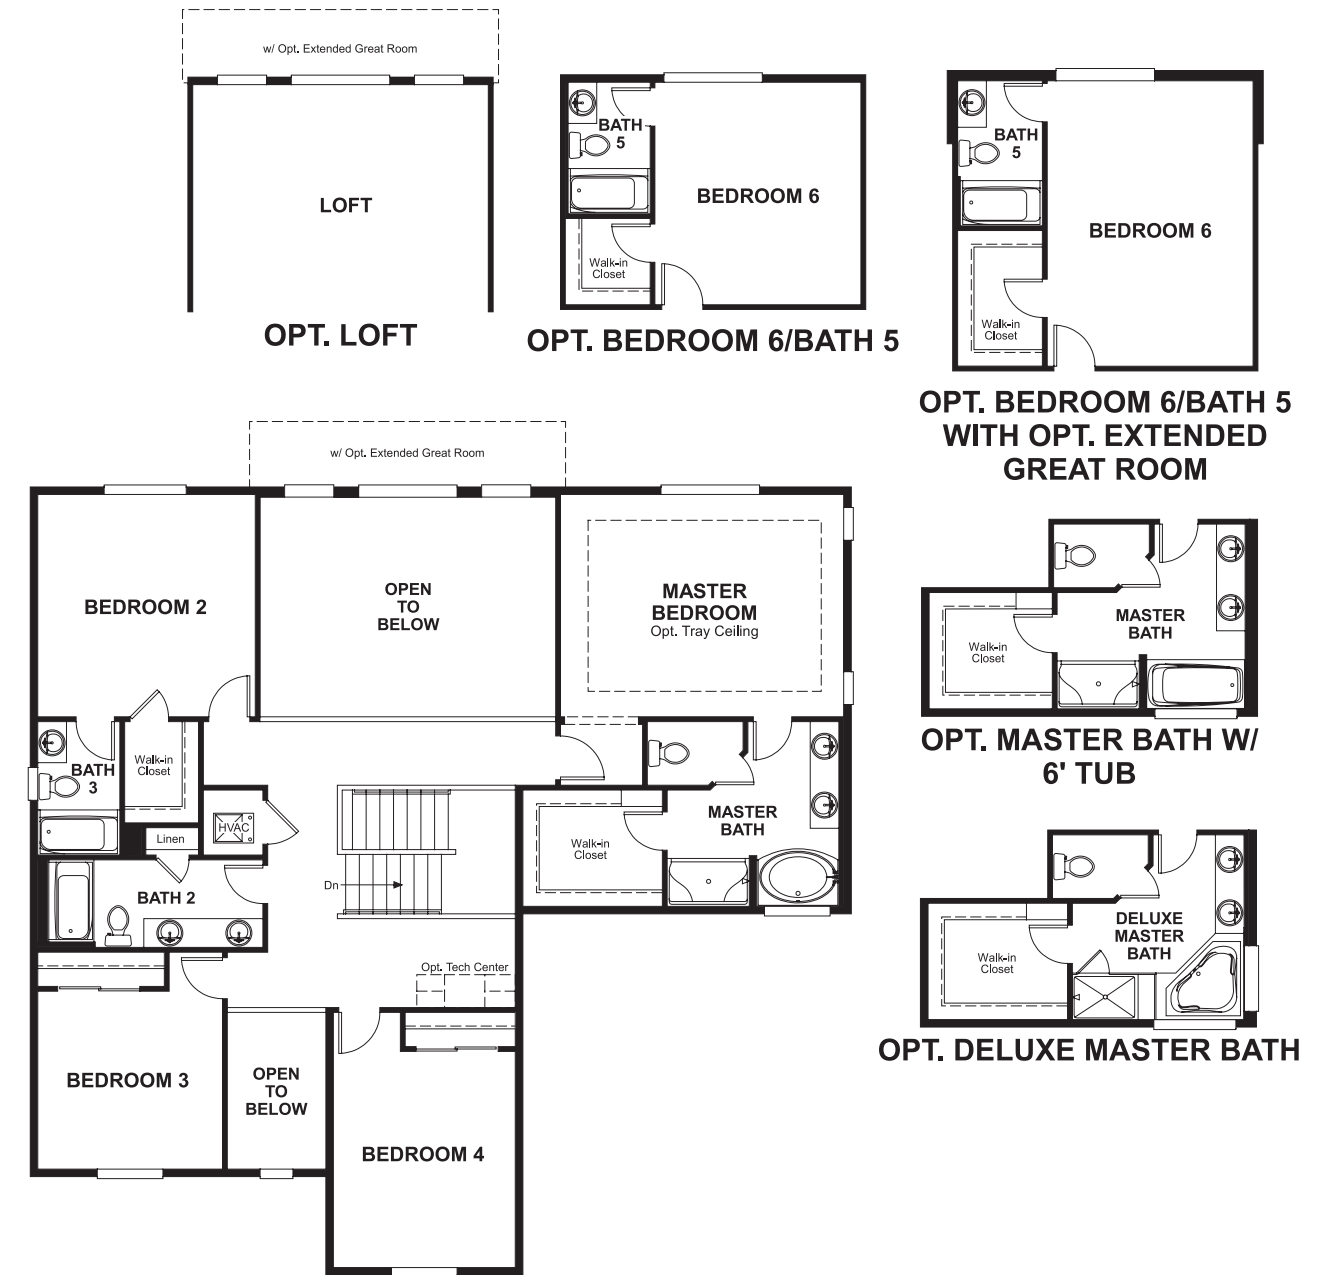 w/ Opt. Extended Great Room
LOFT
OPT. LOFT
BATH
5
BEDROOM 6
Walk-in
Closet
OPT. BEDROOM 6/BATH 5
BATH
5
BEDROOM 6
Walk-in
Closet
OPT. BEDROOM 6/BATH 5
WITH OPT. EXTENDED
GREAT ROOM
w/ Opt. Extended Great Room
BEDROOM 2
OPEN
TO
BELOW
MASTER
BEDROOM
Opt. Tray Ceiling
BATH
3
Walk-in
Closet
HVAC
Linen
BATH 2
Dn
Walk-in
Closet
MASTER
BATH
Opt. Tech Center
BEDROOM 3
OPEN
TO
BELOW
BEDROOM 4
Walk-in
Closet
MASTER
BATH
OPT. MASTER BATH W/
6' TUB
Walk-in
Closet
DELUXE
MASTER
BATH
OPT. DELUXE MASTER BATH